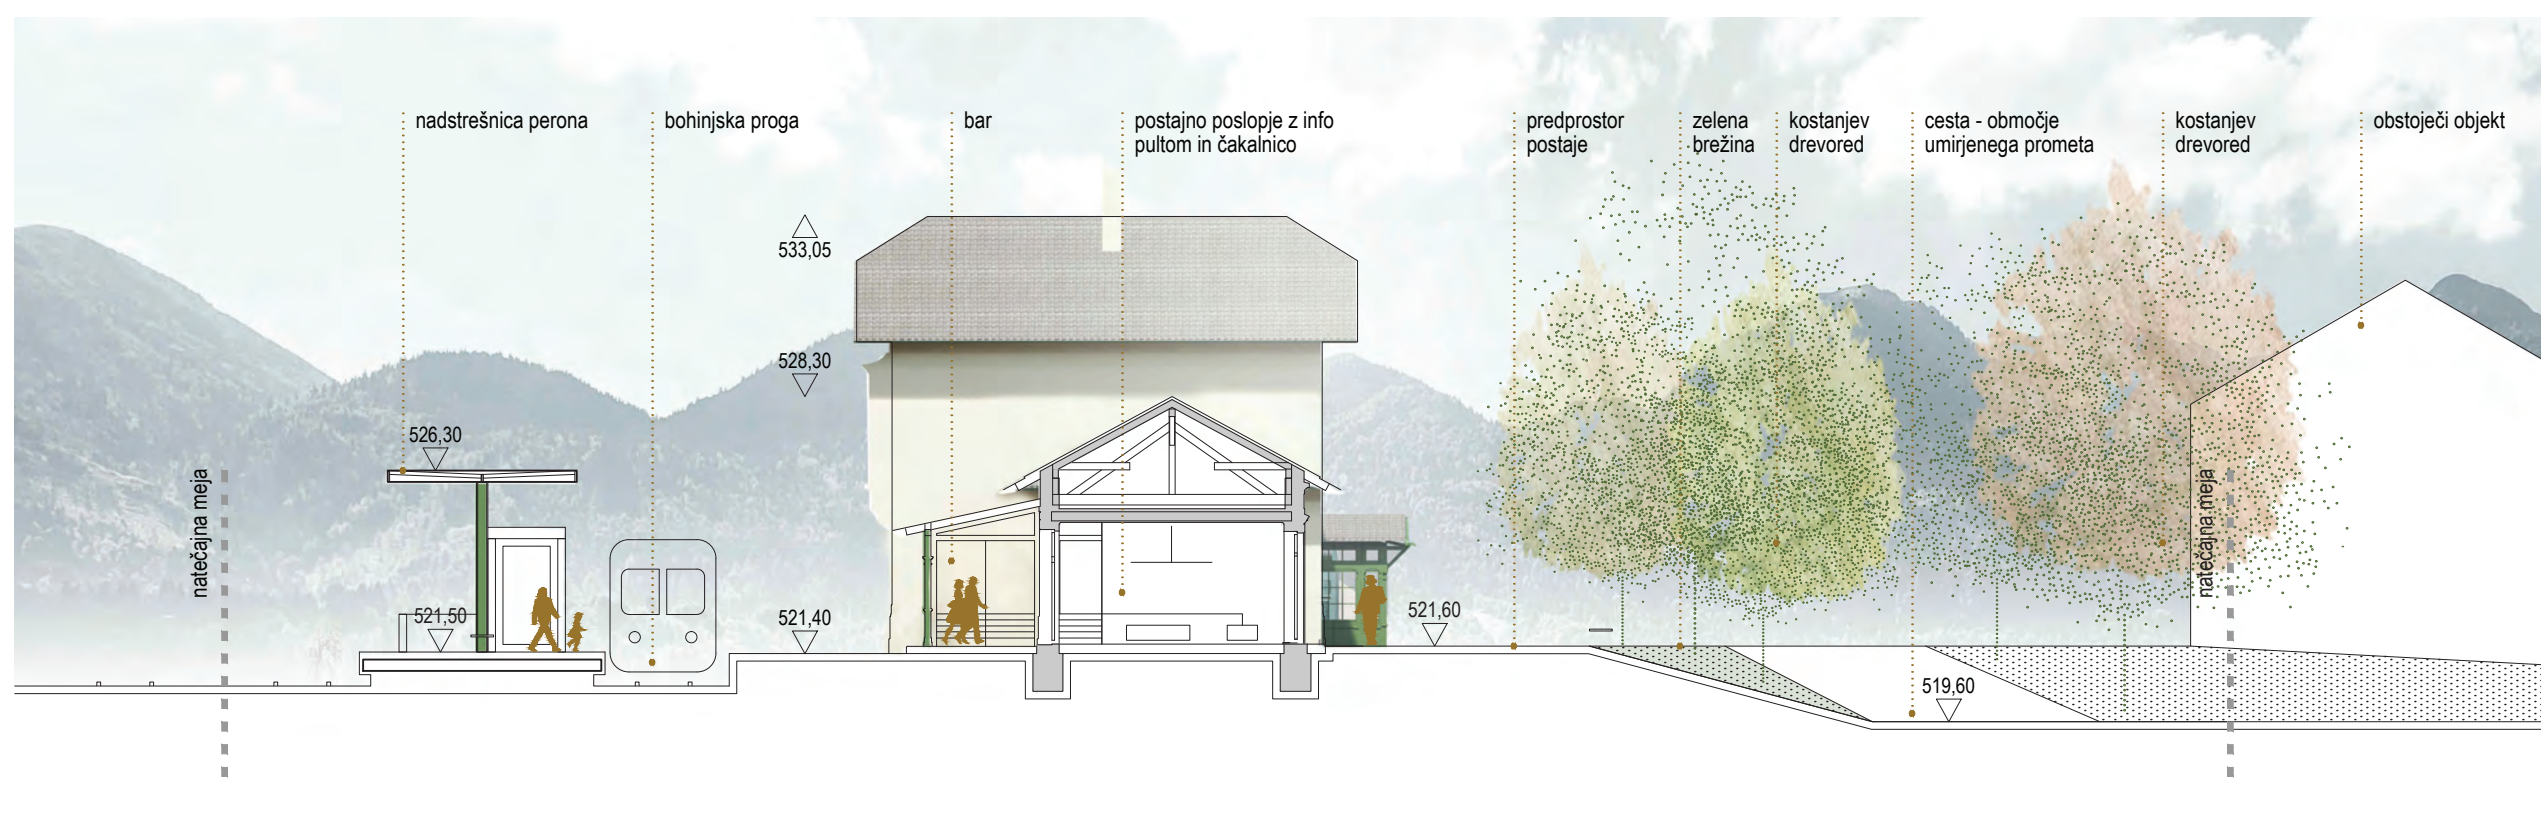 nadstrešnica perona
bohinjska proga
bar
postajno poslopje z info
pultom in čakalnico
predprostor
postaje
zelena
brežina
kostanjev
drevored
cesta - območje
umirjenega prometa
kostanjev
drevored
obstoječi objekt
533,05
528,30
526,30
natečajna meja
natečajna meja
521,50
521,40
521,60
519,60